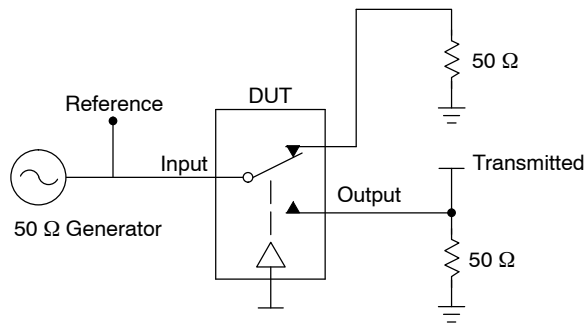 50 Ω
DUT
Reference
Transmitted
Input
Output
50 Ω Generator
50 Ω